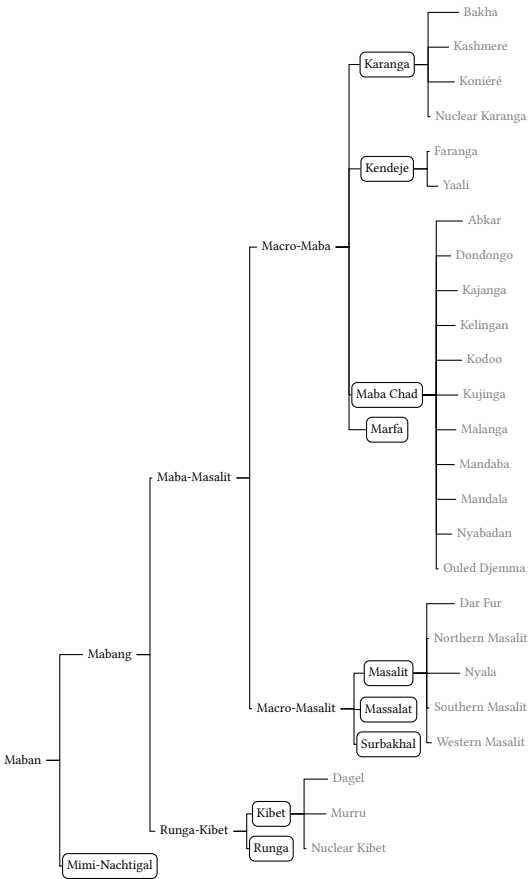 Bakha
Kashmere
Karanga
Koniéré
Nuclear Karanga
Faranga
Kendeje
Yaali
Abkar
Macro-Maba
Dondongo
Kajanga
Kelingan
Kodoo
Maba Chad
Kujinga
Marfa
Malanga
Mandaba
Maba-Masalit
Mandala
Nyabadan
Ouled Djemma
Dar Fur
Northern Masalit
Mabang
Masalit
Nyala
Macro-Masalit
Massalat
Southern Masalit
Surbakhal
Western Masalit
Maban
Dagel
Kibet
Murru
Runga-Kibet
Runga
Nuclear Kibet
Mimi-Nachtigal